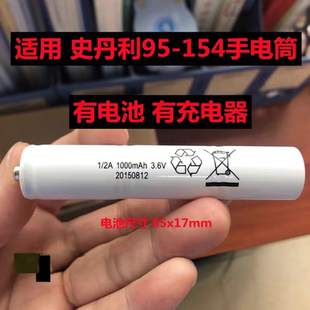 适用 史丹利95-154手电筒
有电池 有充电器
1/2A 1000mAh 3.6V
20150812
电池尺寸 85x17mm